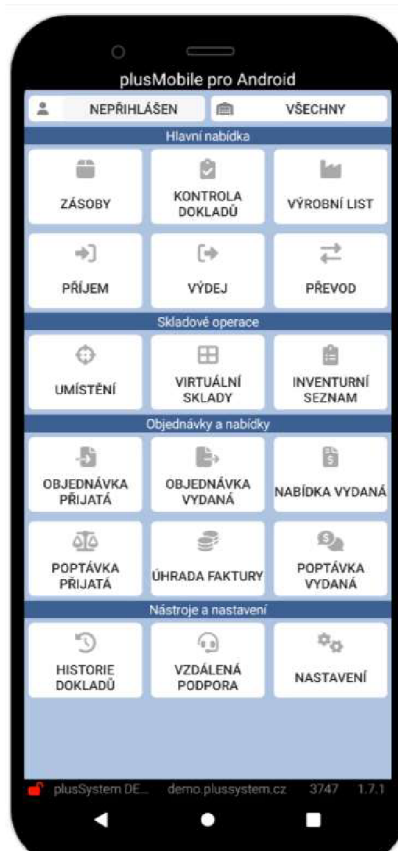 plusMobile pro Android
NEPŘIHLÁŠEN VŠECHNY
Hlavní nabídka
ZÁSOBY KONTROLA DOKLADŮ VÝROBNÍ LIST
PŘÍJEM VÝDEJ PŘEVOD
Skladové operace
UMÍSTĚNÍ VIRTUÁLNÍ SKLADY INVENTURNÍ SEZNAM
Objednávky a nabídky
OBJEDNÁVKA PŘIJATÁ OBJEDNÁVKA VYDANÁ NABÍDKA VYDANÁ
POPTÁVKA PŘIJATÁ ÚHRADA FAKTURY POPTÁVKA VYDANÁ
Nástroje a nastavení
HISTORIE DOKLADŮ VZDÁLENÁ PODPORA NASTAVENÍ
plusSystem DE... demo.plussystem.cz 3747 1.7.1